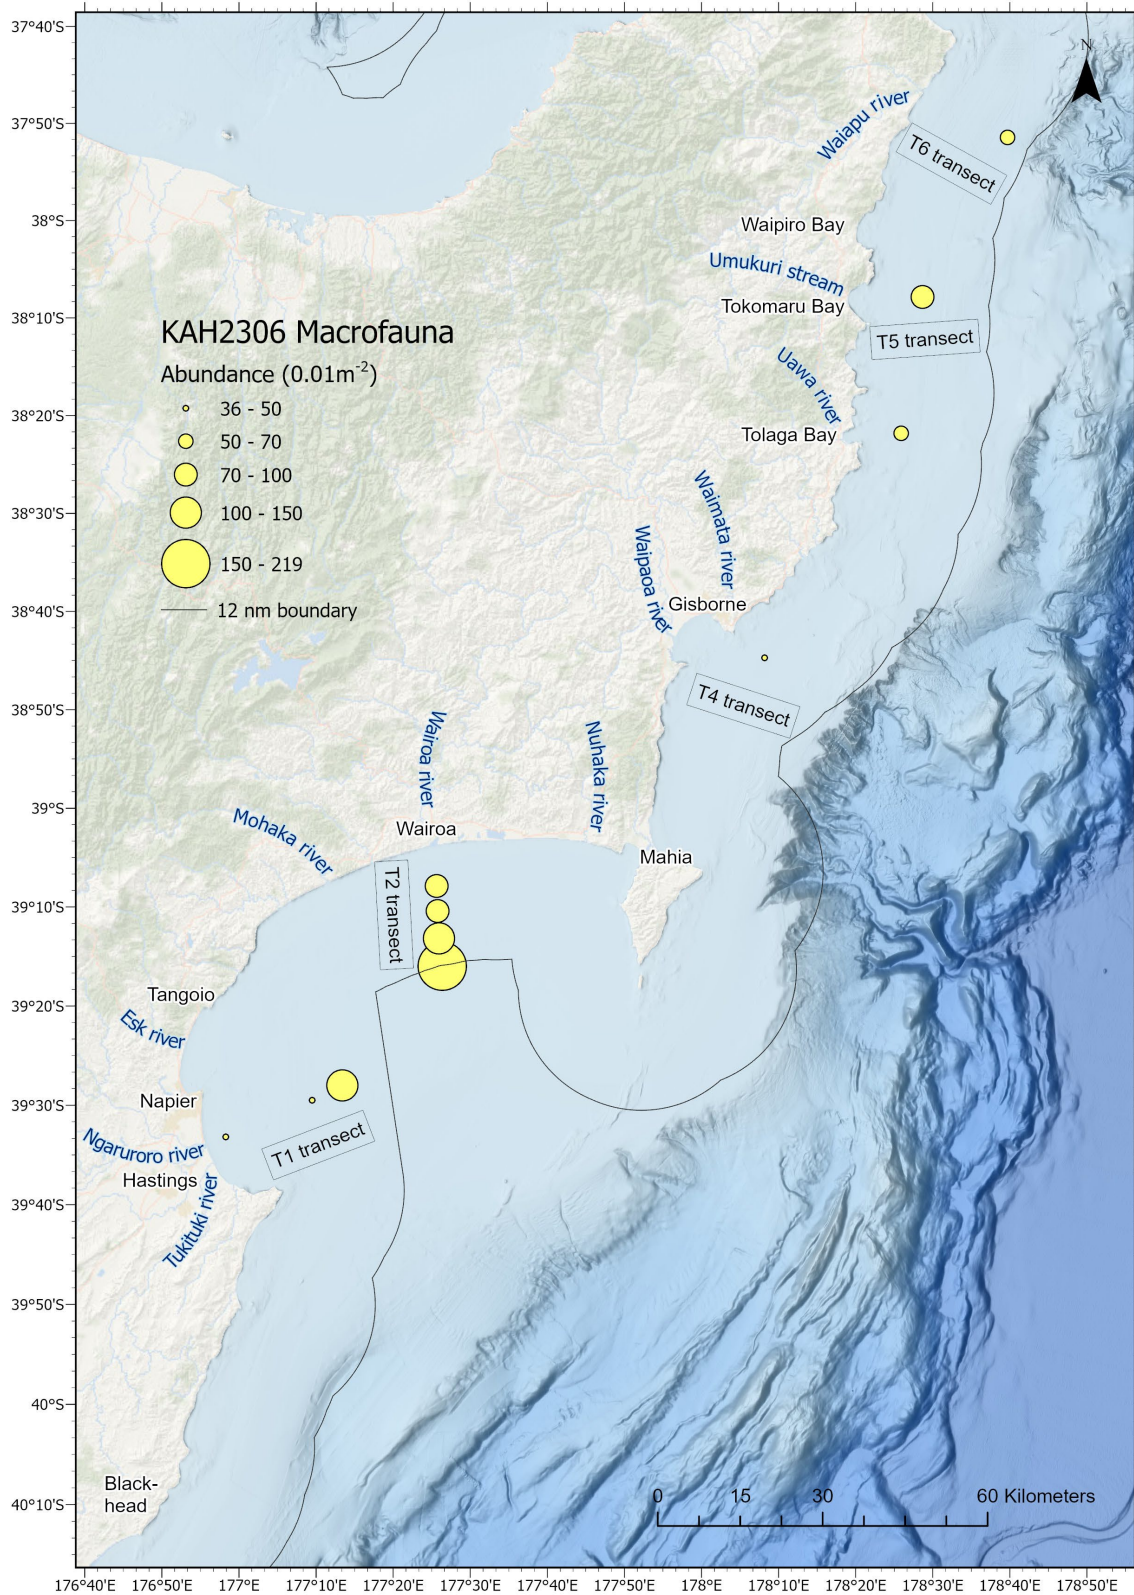 37°40'S
37°50'S
38°S
38°10'S
38°20'S
38°30'S
38°40'S
38°50'S
39°S
39°10'S
39°20'S
39°30'S
39°40'S
39°50'S
40°S
40°10'S
N
Waiapu river
T6 transect
Waipiro Bay
Umukuri stream
Tokomaru Bay
T5 transect
KAH2306 Macrofauna
Abundance (0.01m-2)
36 - 50
50 - 70
70 - 100
100 - 150
150 - 219
12 nm boundary
Uawa river
Tolaga Bay
Waimata river
Waipaoa river
Gisborne
T4 transect
Wairoa river
Nuhaka river
Mohaka river
Wairoa
Mahia
T2 transect
Tangoio
Esk river
Napier
T1 transect
Ngaruroro river
Hastings
Tukituki river
Black-
head
0 15 30 60 Kilometers
176°40'E 176°50'E 177°E 177°10'E 177°20'E 177°30'E 177°40'E 177°50'E 178°E 178°10'E 178°20'E 178°30'E 178°40'E 178°50'E